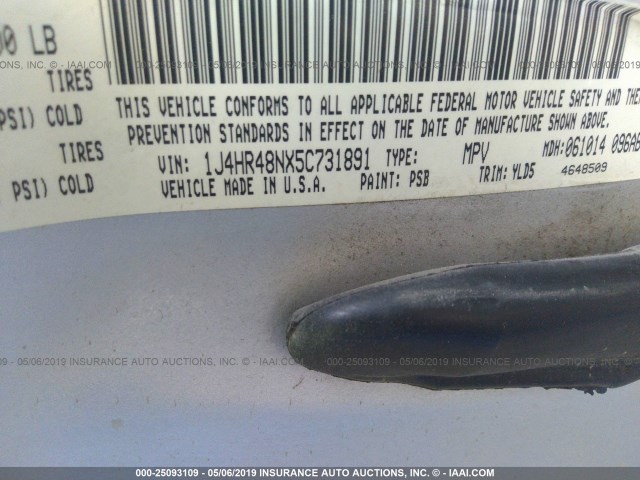 00 LB
TIRES
PSI) COLD
TIRES
PSI) COLD
THIS VEHICLE CONFORMS TO ALL APPLICABLE FEDERAL MOTOR VEHICLE SAFETY AND
PREVENTION STANDARDS IN EFFECT ON THE DATE OF MANUFACTURE SHOWN ABOVE.
VIN: 1J4HR48NX5C731891 TYPE: MPV MDH:061014 096AB
VEHICLE MADE IN U.S.A. PAINT: PSB TRIM: YLD5 4648509
000-25093109 - 05/06/2019 INSURANCE AUTO AUCTIONS, INC. - © IAAI.COM